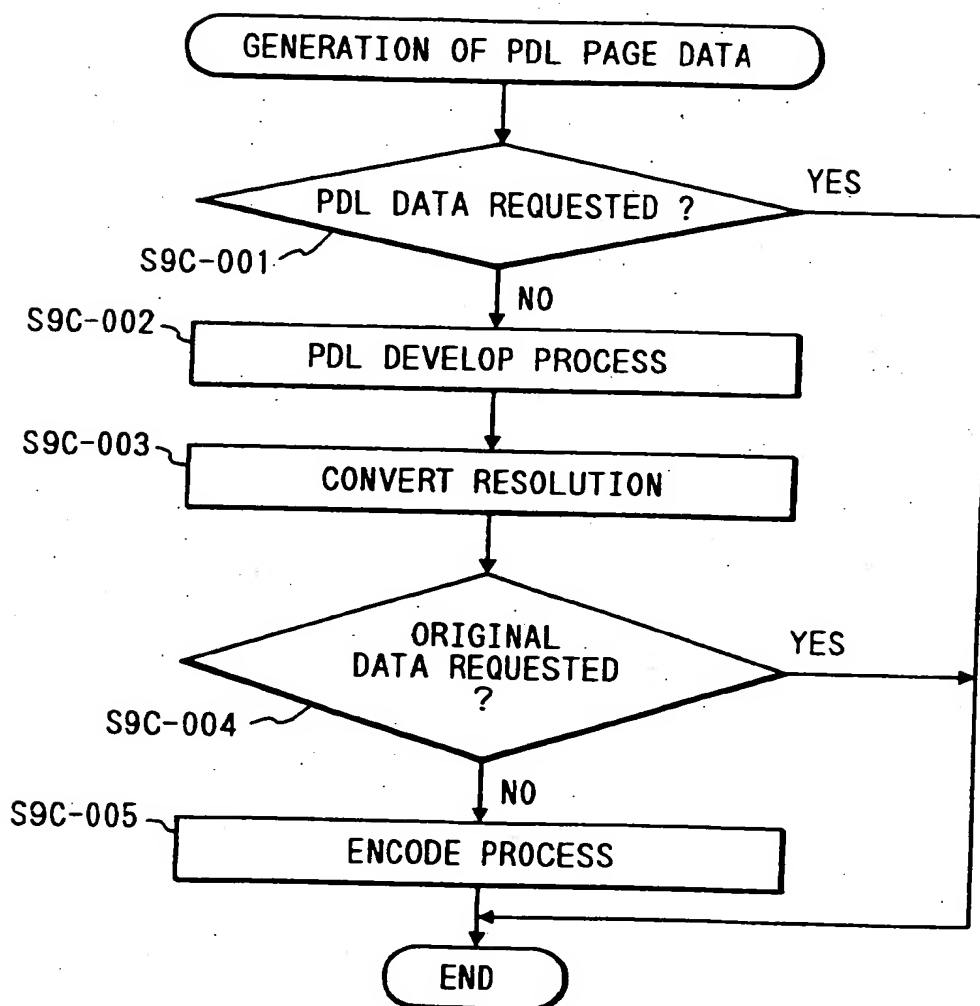 GENERATION OF PDL PAGE DATA
PDL DATA REQUESTED ?
YES
S9C-001
NO
S9C-002
PDL DEVELOP PROCESS
S9C-003
CONVERT RESOLUTION
ORIGINAL
DATA REQUESTED
?
YES
S9C-004
NO
S9C-005
ENCODE PROCESS
END